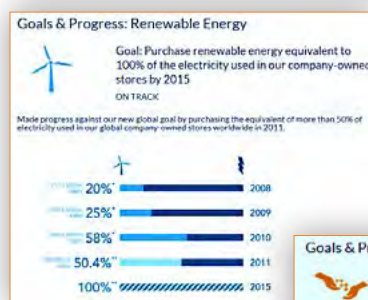 Goals & Progress: Renewable Energy
Goal: Purchase renewable energy equivalent to
100% of the electricity used in our company-owned
stores by 2015
ON TRACK
Made progress against our new global goal by purchasing the equivalent of more than 50% of
electricity used in our global company owned stores worldwide in 2011.
20%* 2008
25%* 2009
58%* 2010
50.4%** 2011
100%** 2015
Goals & Pr